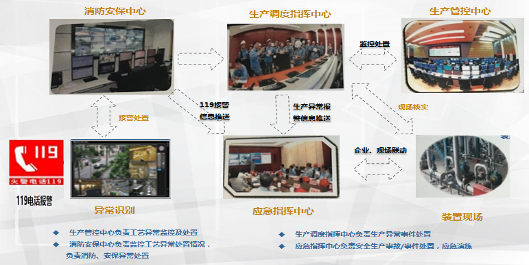 消防安保中心
生产调度指挥中心
生产管控中心
监控处置
119接警
信息推送
生产异常报
警信息推送
接警处置
现场核实
企业、现场联动
119
火警电话119
119电话报警
异常识别
应急指挥中心
装置现场
生产管控中心负责工艺异常监控及处置
消防安保中心负责监控工艺异常处置情况,
负责消防、安保异常处置
生产调度指挥中心负责生产异常事件处置
应急指挥中心负责安全生产事故/事件处置,应急演练